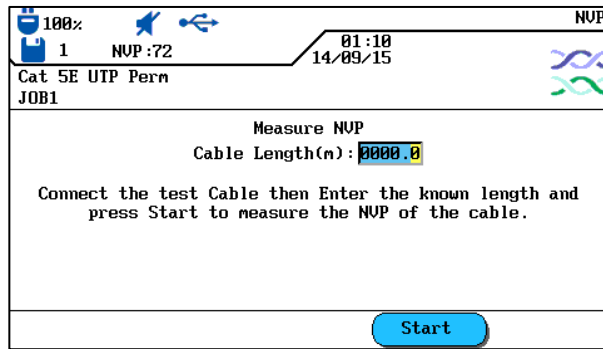 100%
NVP
1 NVP:72
01:10
14/09/15
Cat 5E UTP Perm
JOB1
Measure NVP
Cable Length(m):0000.0
Connect the test Cable then Enter the known length and
press Start to measure the NVP of the cable.
Start